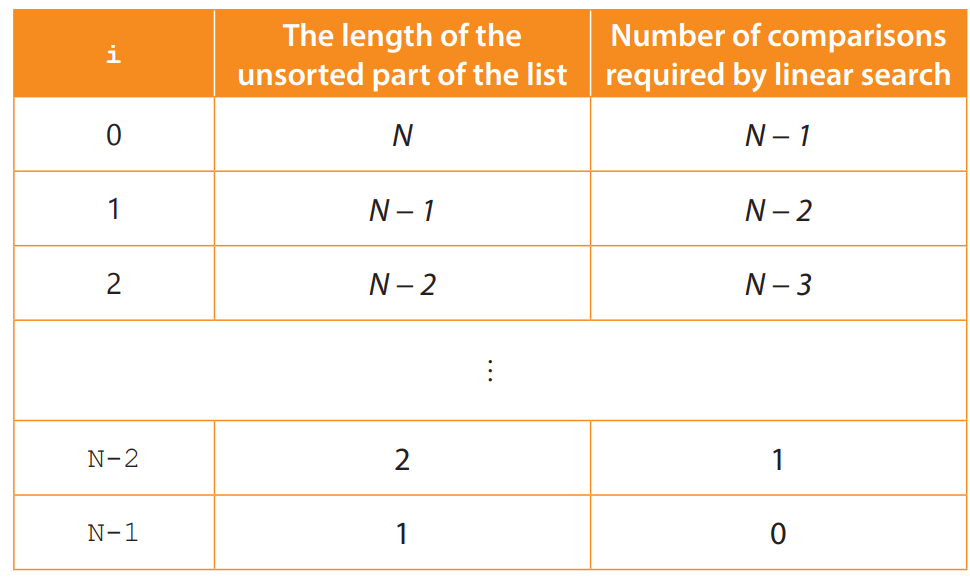 i
The length of the
unsorted part of the list
Number of comparisons
required by linear search
0
N
N – 1
1
N – 1
N – 2
2
N – 2
N – 3
⋮
N-2
2
1
N-1
1
0